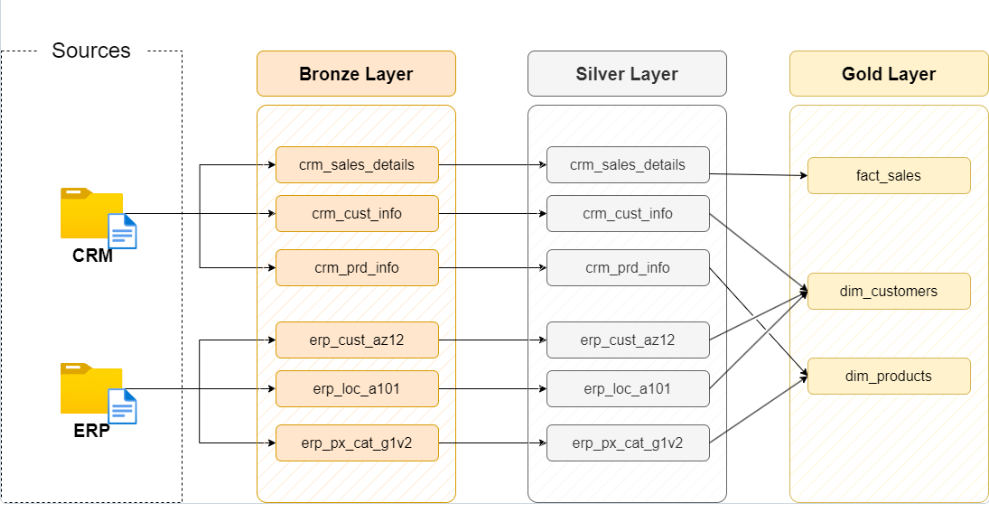 Sources
Bronze Layer
Silver Layer
Gold Layer
crm_sales_details
crm_sales_details
fact_sales
crm_cust_info
crm_cust_info
CRM
crm_prd_info
crm_prd_info
dim_customers
erp_cust_az12
erp_cust_az12
dim_products
erp_loc_a101
erp_loc_a101
ERP
erp_px_cat_g1v2
erp_px_cat_g1v2